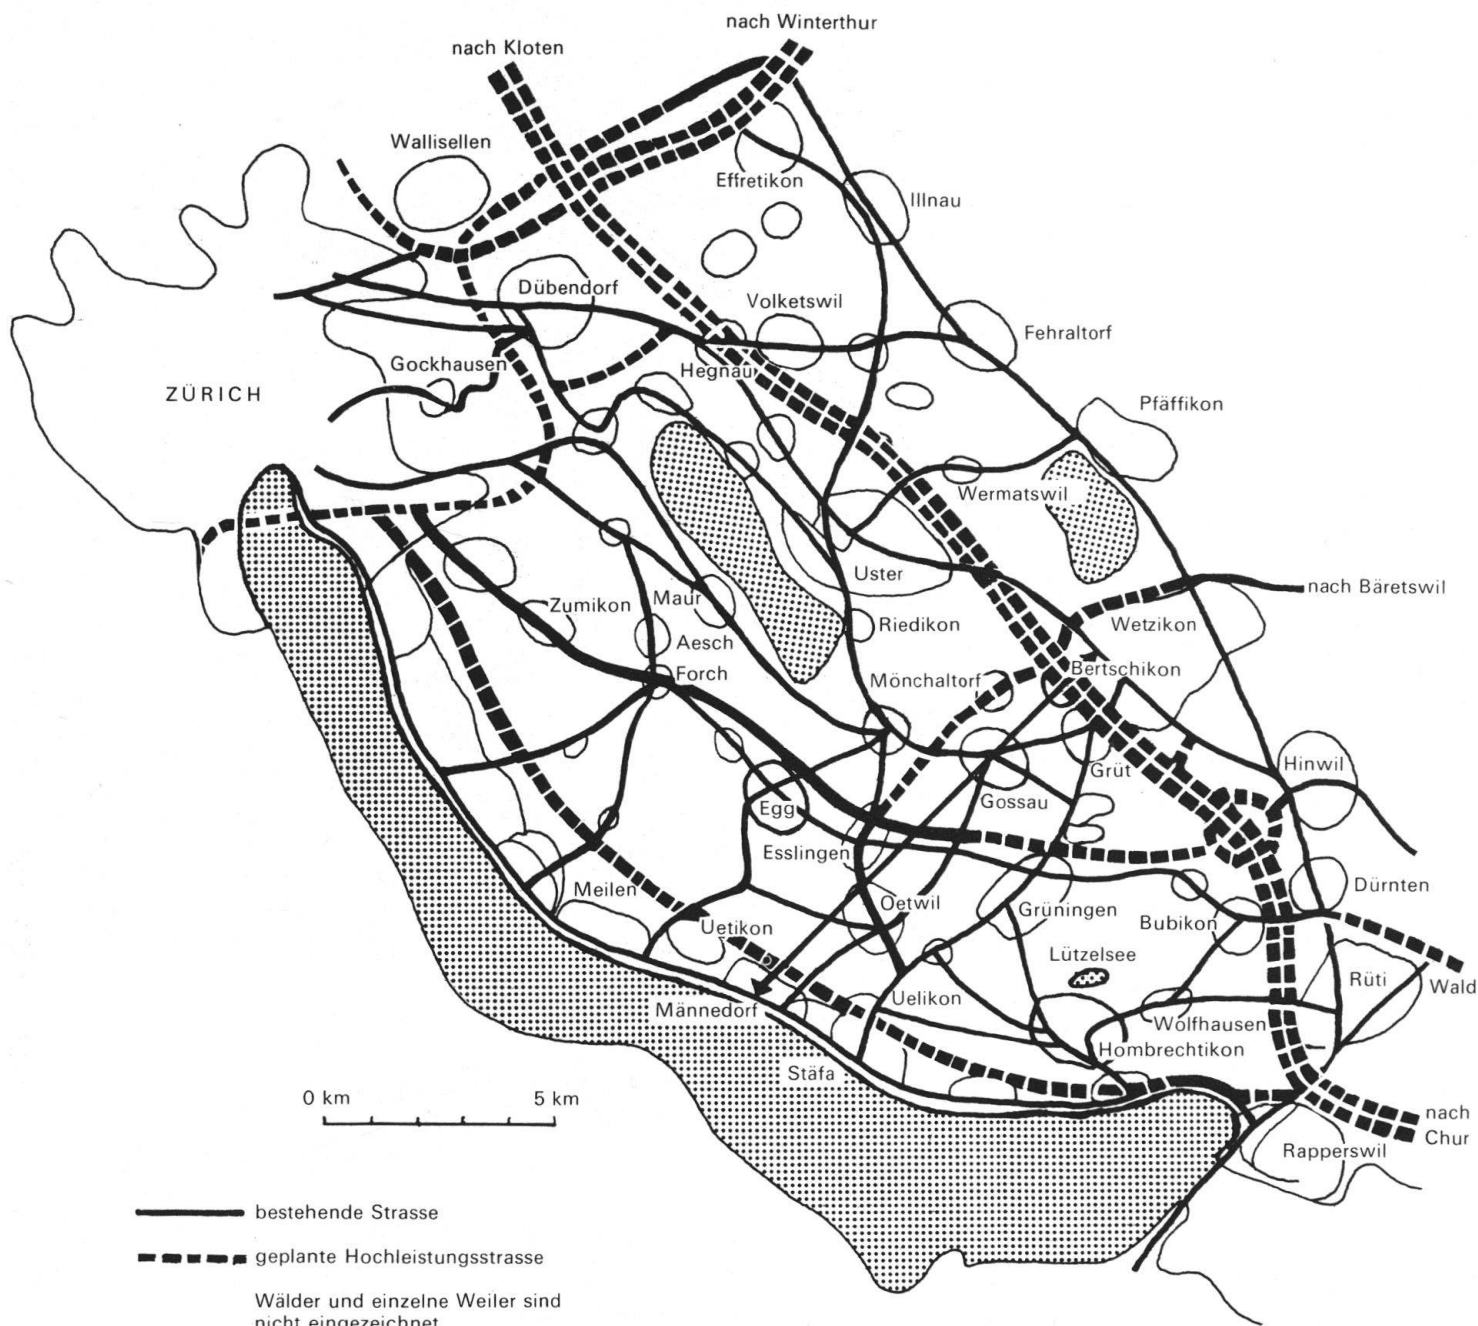 nach Winterthur
nach Kloten
Wallisellen
Effretikon
Illnau
Dübendorf
Volketswil
Fehraltorf
Gockhausen
Hegnau
ZÜRICH
Pfäffikon
Wermatswil
Uster
nach Bäretswil
Zumikon
Maur
Riedikon
Wetzikon
Aesch
Forch
Mönchaltorf
Bertschikon
Hinwil
Grüt
Egg
Gossau
Esslingen
Meilen
Dürnten
Oetwil
Grüningen
Bubikon
Uetikon
Lützelsee
Rüti
Wald
Uelikon
Männedorf
Wolfhausen
Hombrechtikon
Stäfa
0 km 5 km
nach
Chur
Rapperswil
bestehende Strasse
geplante Hochleistungsstrasse
Wälder und einzelne Weiler sind
nicht eingezeichnet